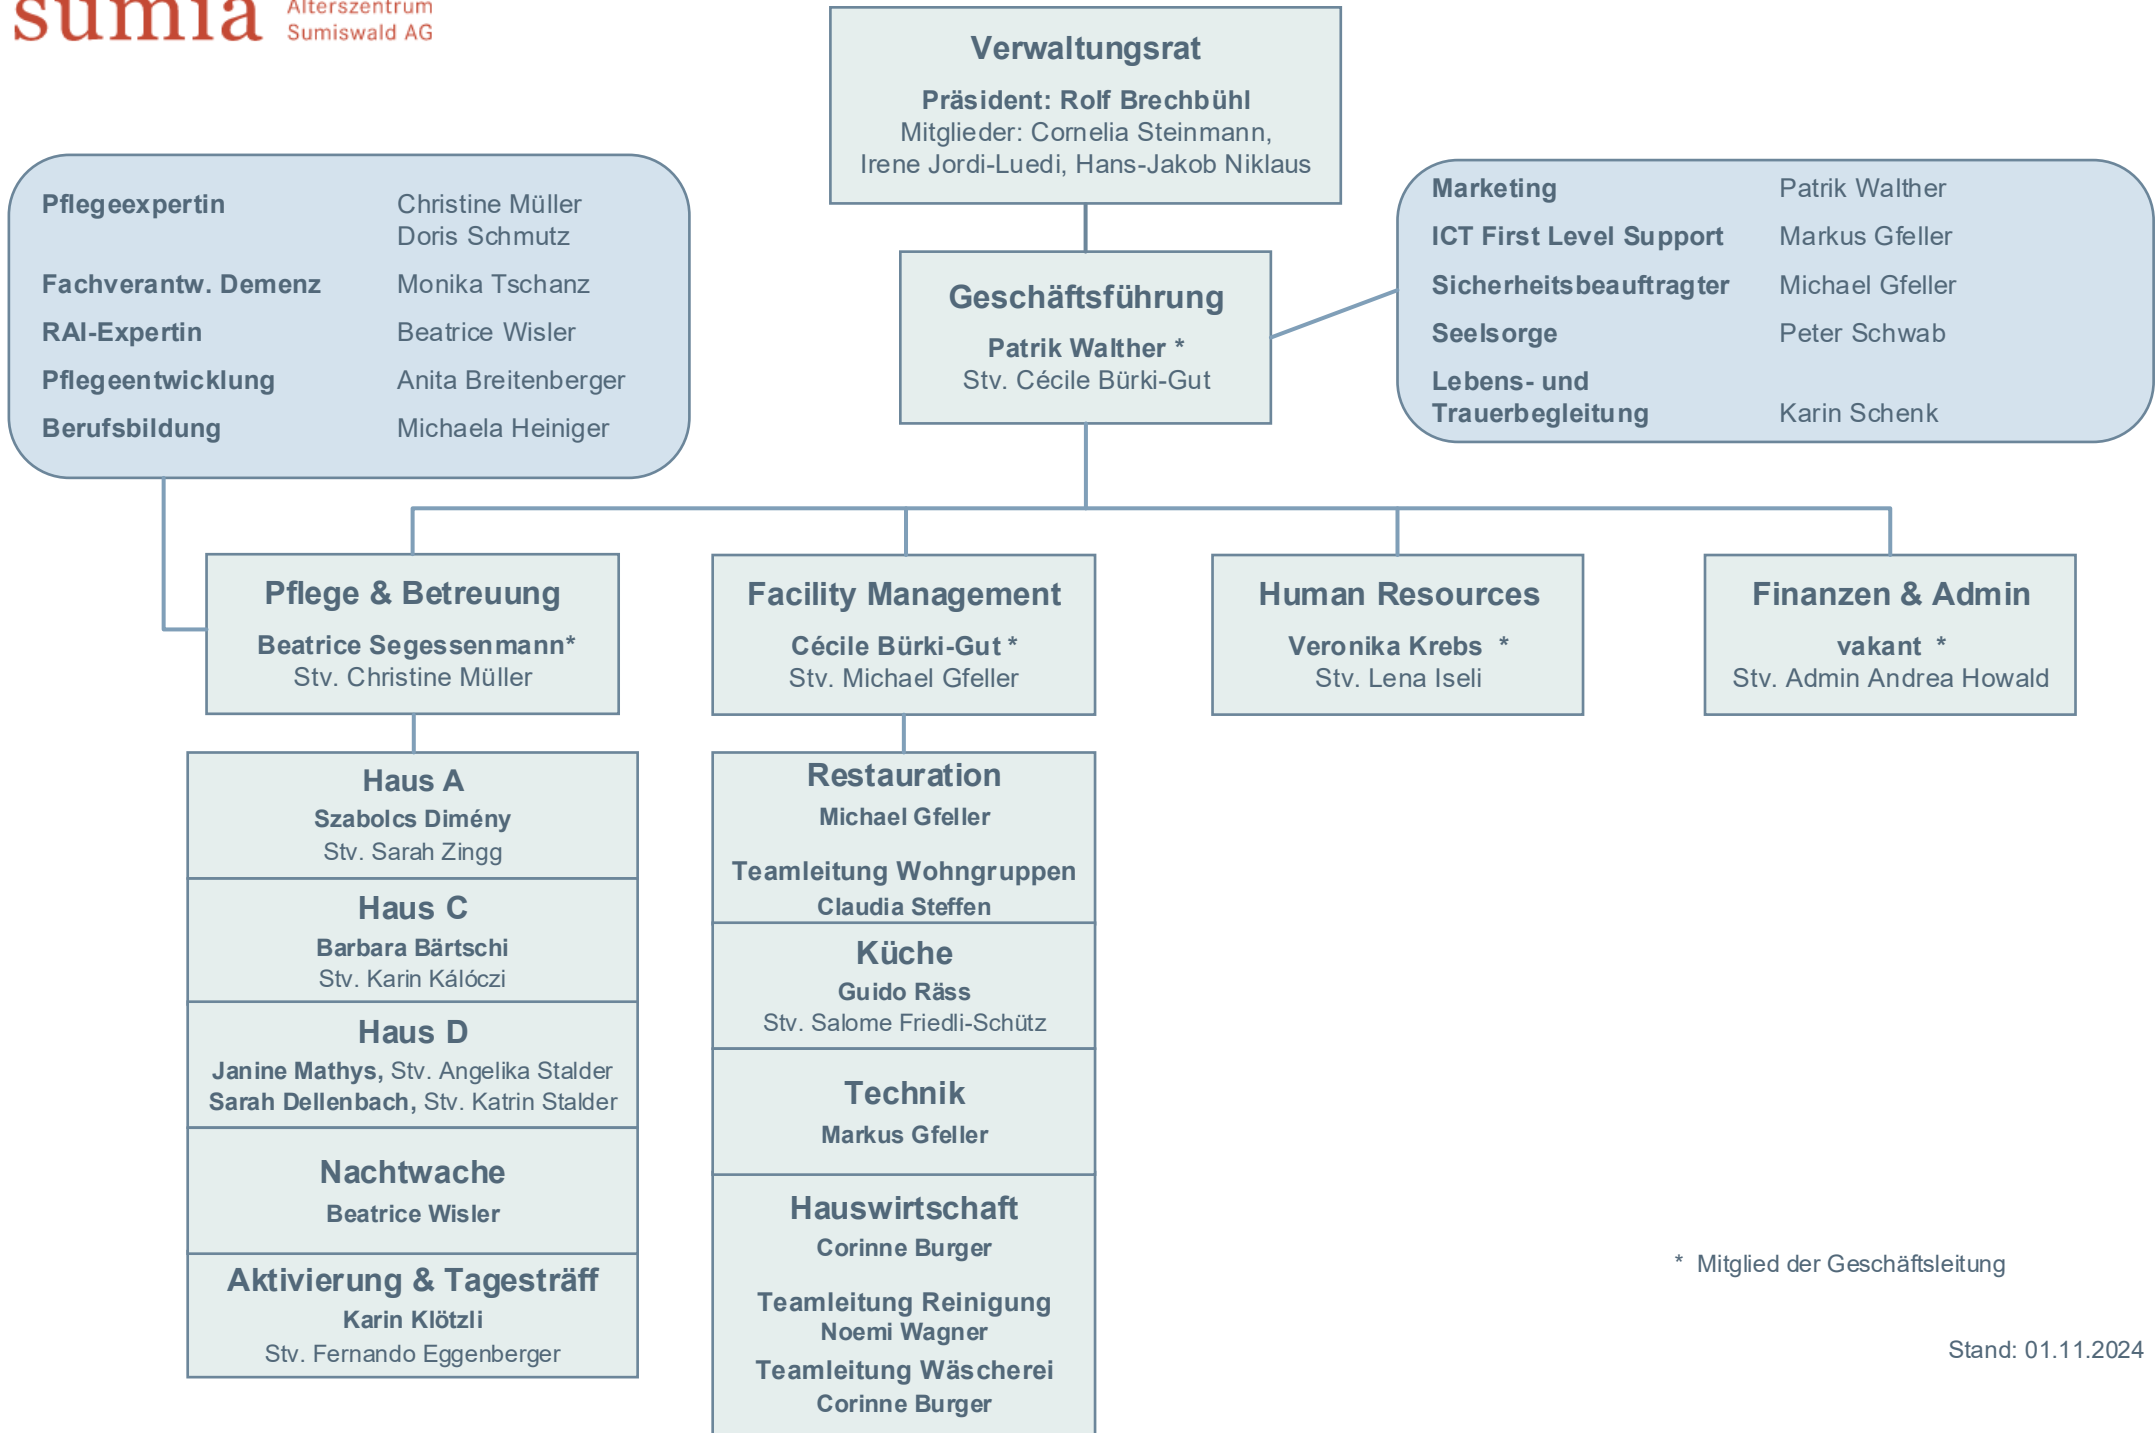 sumia
Alterszentrum
Sumiswald AG
Verwaltungsrat
Präsident: Rolf Brechbühl
Mitglieder: Cornelia Steinmann,
Irene Jordi-Luedi, Hans-Jakob Niklaus
Pflegeexpertin Christine Müller
Doris Schmutz
Fachverantw. Demenz Monika Tschanz
RAI-Expertin Beatrice Wisler
Pflegeentwicklung Anita Breitenberger
Berufsbildung Michaela Heiniger
Geschäftsführung
Patrik Walther *
Stv. Cécile Bürki-Gut
Marketing Patrik Walther
ICT First Level Support Markus Gfeller
Sicherheitsbeauftragter Michael Gfeller
Seelsorge Peter Schwab
Lebens- und
Trauerbegleitung Karin Schenk
Pflege & Betreuung
Beatrice Segessenmann*
Stv. Christine Müller
Facility Management
Cécile Bürki-Gut *
Stv. Michael Gfeller
Human Resources
Veronika Krebs *
Stv. Lena Iseli
Finanzen & Admin
vakant *
Stv. Admin Andrea Howald
Haus A
Szabolcs Dimény
Stv. Sarah Zingg
Haus C
Barbara Bärtschi
Stv. Karin Kálóczi
Haus D
Janine Mathys, Stv. Angelika Stalder
Sarah Dellenbach, Stv. Katrin Stalder
Nachtwache
Beatrice Wisler
Aktivierung & Tagesträff
Karin Klötzli
Stv. Fernando Eggenberger
Restauration
Michael Gfeller
Teamleitung Wohngruppen
Claudia Steffen
Küche
Guido Räss
Stv. Salome Friedli-Schütz
Technik
Markus Gfeller
Hauswirtschaft
Corinne Burger
Teamleitung Reinigung
Noemi Wagner
Teamleitung Wäscherei
Corinne Burger
* Mitglied der Geschäftsleitung
Stand: 01.11.2024